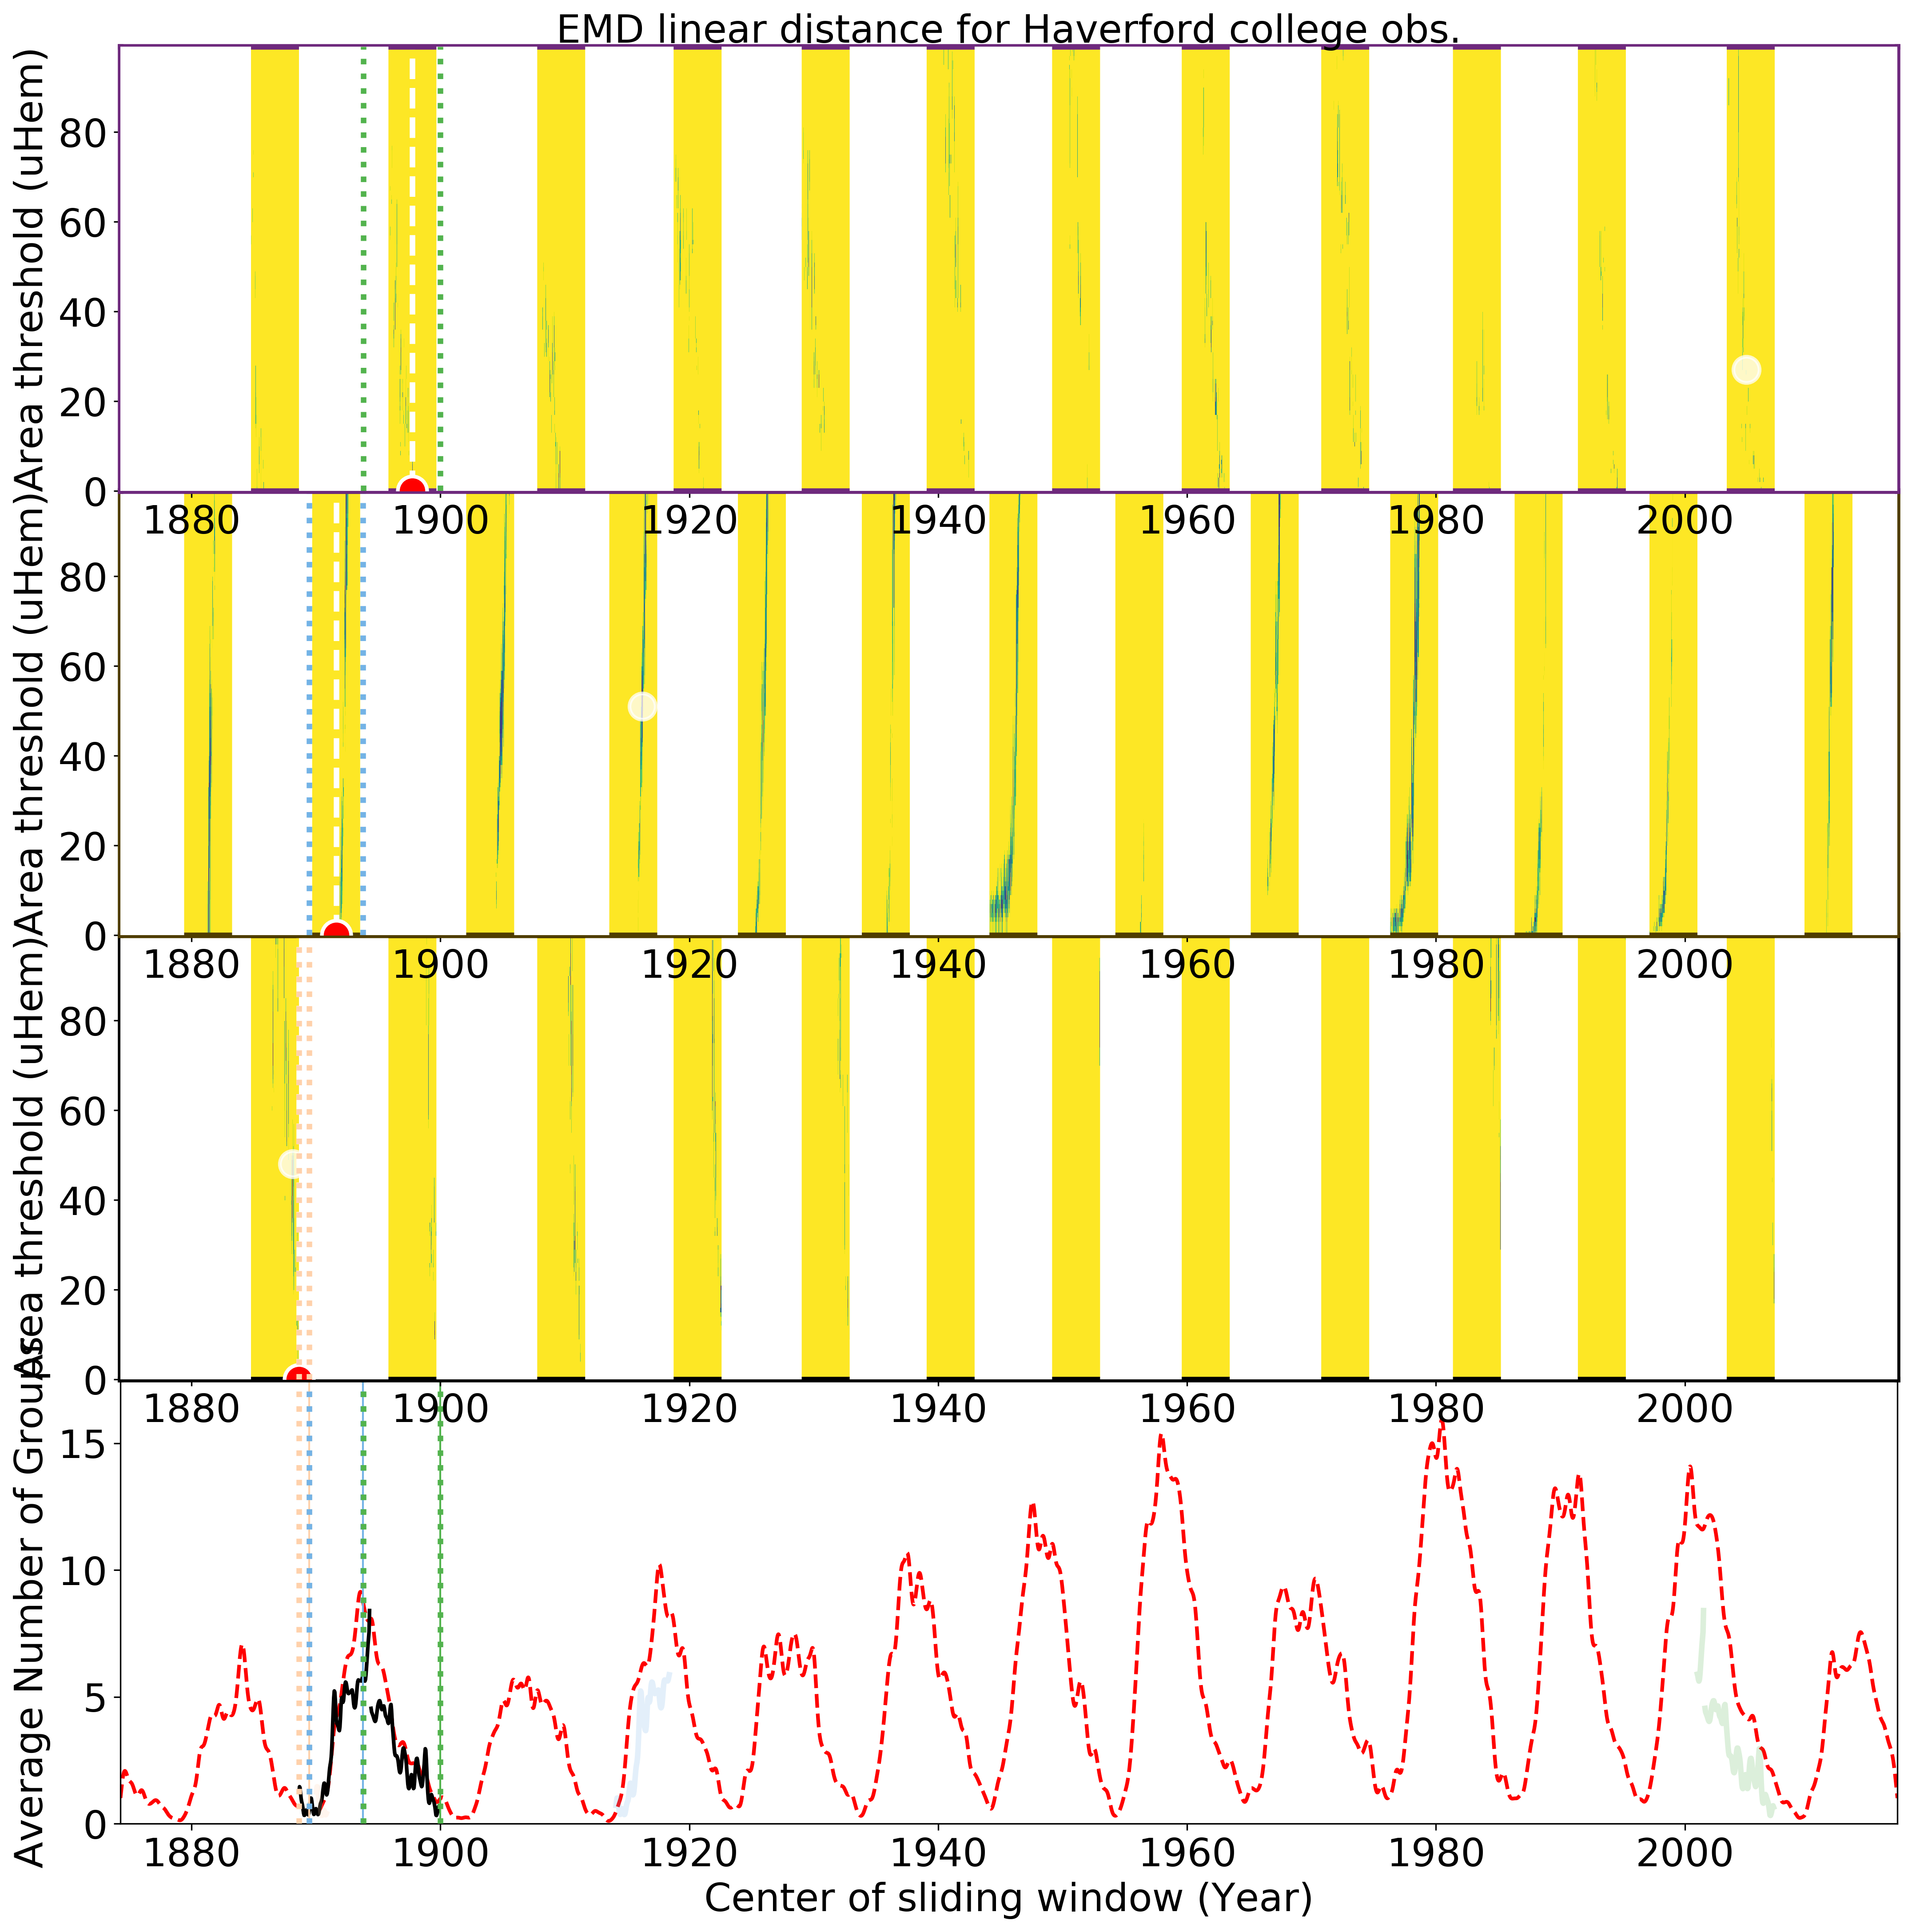 EMD linear distance for Haverford college obs.
Area threshold (uHem)
80
60
40
20
0
1880 1900 1920 1940 1960 1980 2000
Area threshold (uHem)
80
60
40
20
0
1880 1900 1920 1940 1960 1980 2000
Area threshold (uHem)
80
60
40
20
0
1880 1900 1920 1940 1960 1980 2000
Average Number of Groups
15
10
5
0
1880 1900 1920 1940 1960 1980 2000
Center of sliding window (Year)